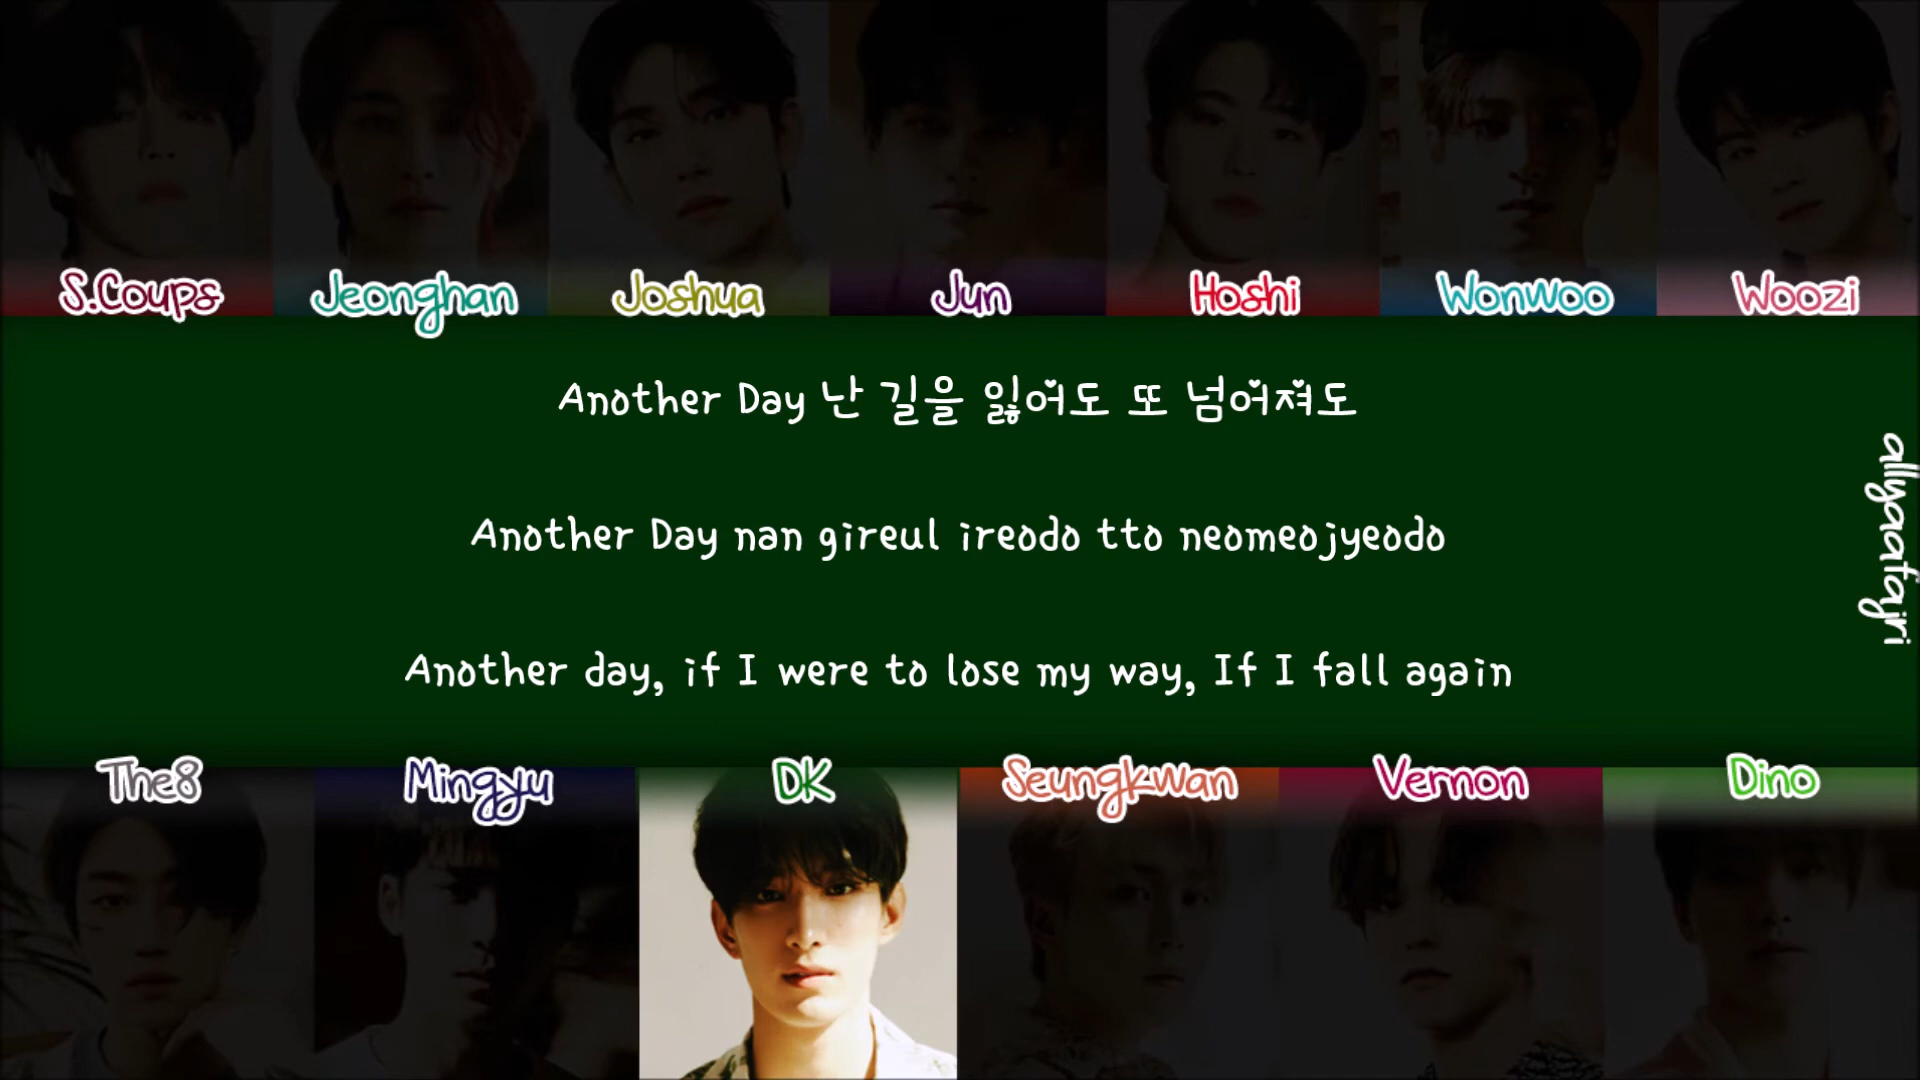 S.Coups Jeonghan Joshua Jun Hoshi Wonwoo Woozi
Another Day 난 길을 잃어도 또 넘어져도
Another Day nan gireul ireodo tto neomeojyeodo
Another day, if I were to lose my way, If I fall again
allyaafajri
The8 Mingyu DK Seungkwan Vernon Dino